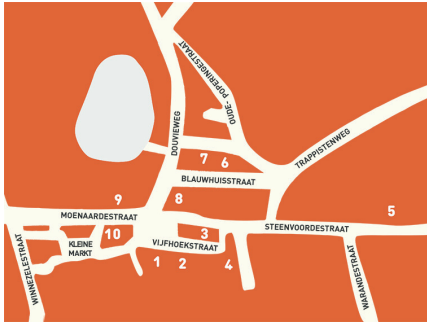 OUDE-POPERINGESTRAAT
DOUVIEWEG
TRAPPISTENWEG
7 6
BLAUWHUISSTRAAT
9 8
MOENAARDESTRAAT
5
STEENVOORDESTRAAT
10 3
KLEINE
MARKT
VIJFHOEKSTRAAT
1 2 4
WINNEZELESTRAAT
WARANDESTRAAT